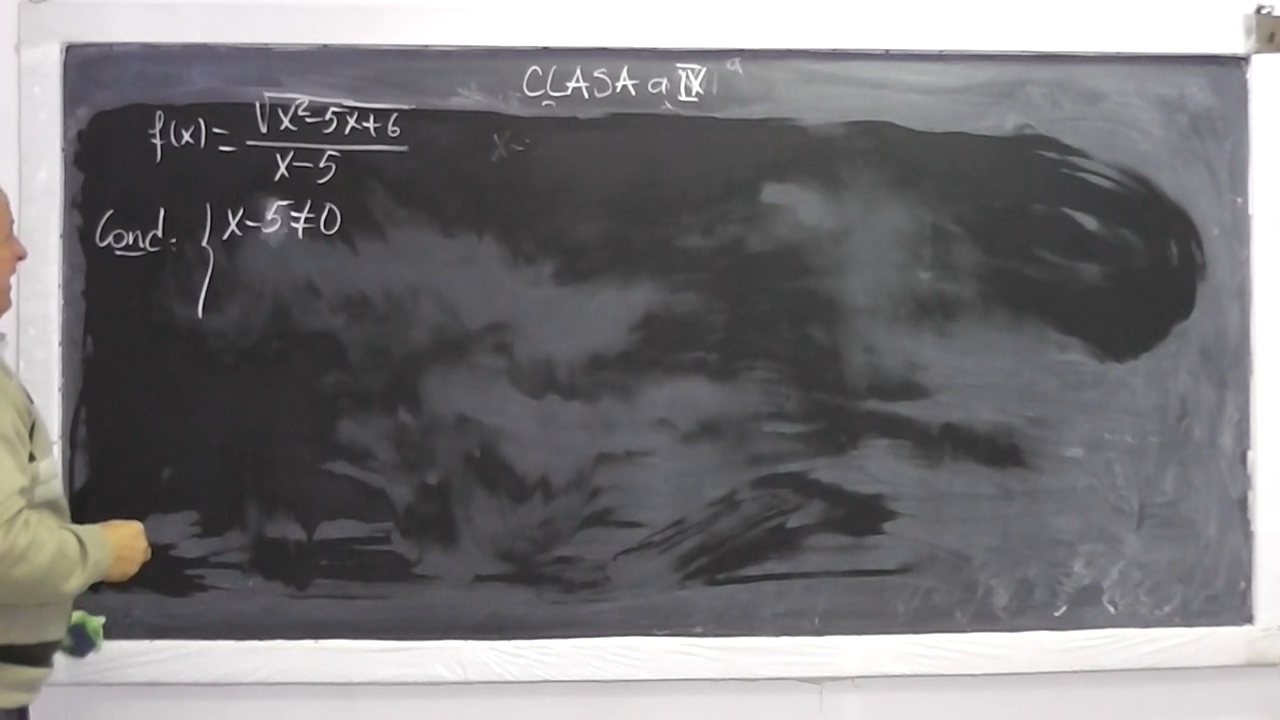 CLASA a IX a
f(x) = √(x²-5x+6) / (x-5)
Cond: { x-5≠0